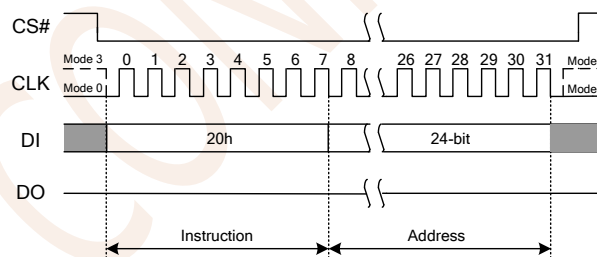 CS#
Mode 3 0 1 2 3 4 5 6 7 8 26 27 28 29 30 31 Mode
CLK
Mode 0 Mode
DI 20h 24-bit
DO
Instruction Address